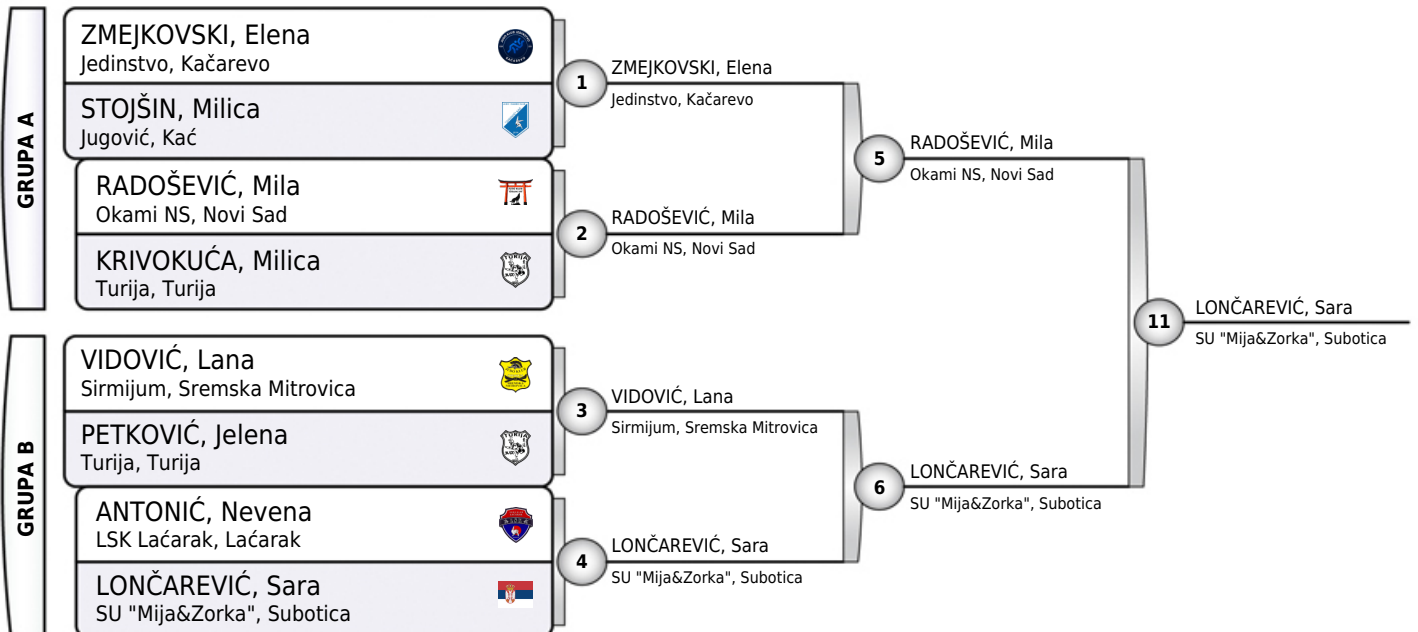 GRUPA A
ZMEJKOVSKI, Elena
Jedinstvo, Kačarevo
STOJŠIN, Milica
Jugović, Kać
RADOŠEVIĆ, Mila
Okami NS, Novi Sad
KRIVOKUĆA, Milica
Turija, Turija
1
ZMEJKOVSKI, Elena
Jedinstvo, Kačarevo
2
RADOŠEVIĆ, Mila
Okami NS, Novi Sad
5
RADOŠEVIĆ, Mila
Okami NS, Novi Sad
GRUPA B
VIDOVIĆ, Lana
Sirmijum, Sremska Mitrovica
PETKOVIĆ, Jelena
Turija, Turija
ANTONIĆ, Nevena
LSK Laćarak, Laćarak
LONČAREVIĆ, Sara
SU "Mija&Zorka", Subotica
3
VIDOVIĆ, Lana
Sirmijum, Sremska Mitrovica
4
LONČAREVIĆ, Sara
SU "Mija&Zorka", Subotica
6
LONČAREVIĆ, Sara
SU "Mija&Zorka", Subotica
11
LONČAREVIĆ, Sara
SU "Mija&Zorka", Subotica